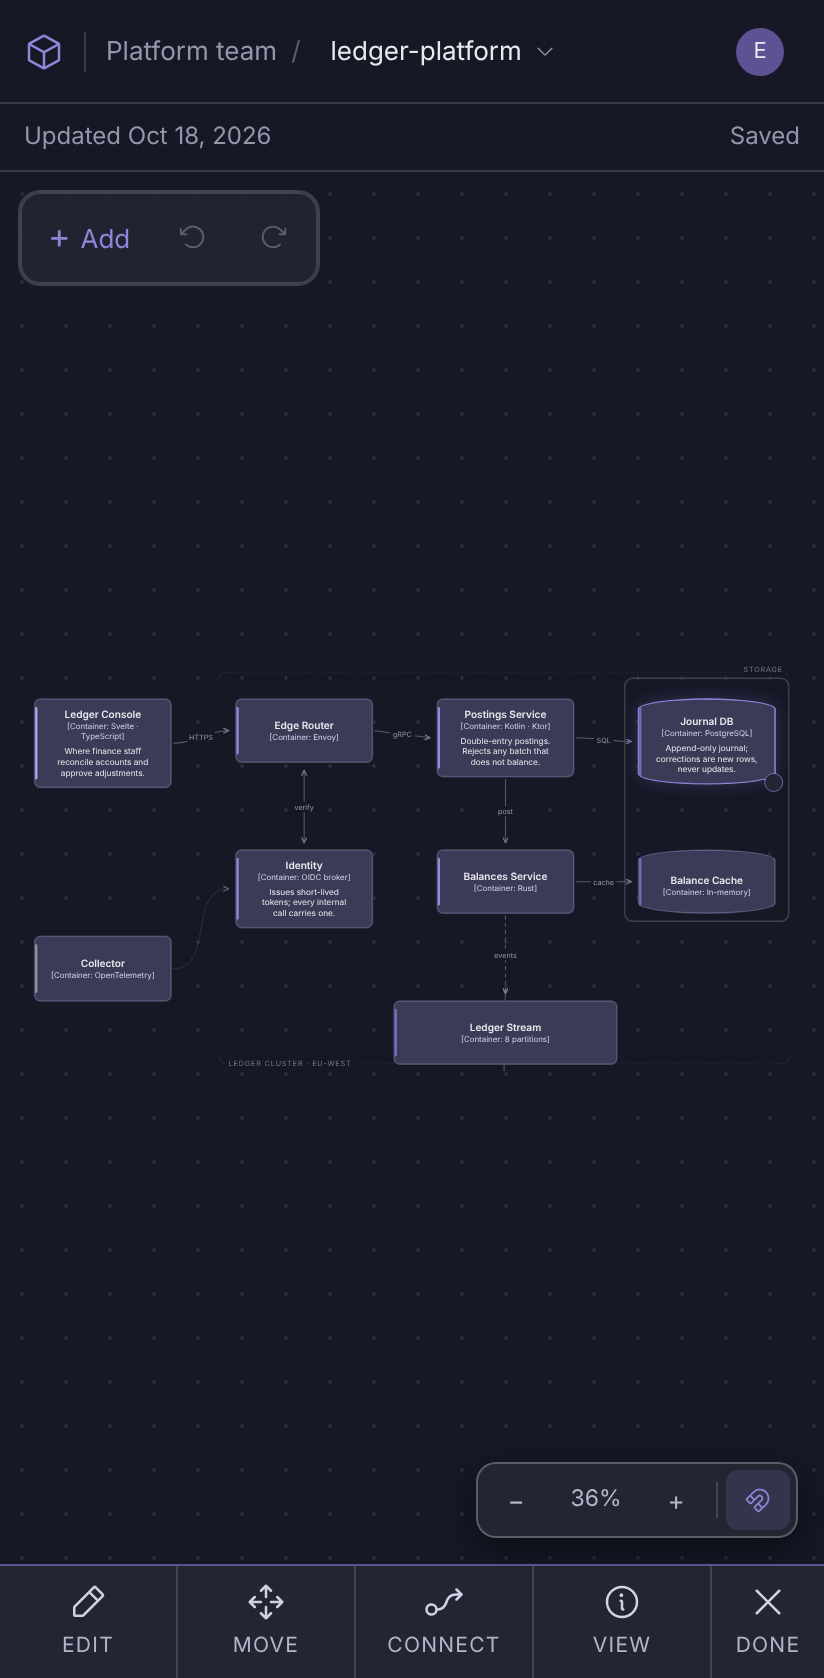 Platform team / ledger-platform
E
Updated Oct 18, 2026
Saved
+ Add
STORAGE
Ledger Console
[Container: Svelte ·
TypeScript]
Where finance staff
reconcile accounts and
approve adjustments.
HTTPS
Edge Router
[Container: Envoy]
gRPC
Postings Service
[Container: Kotlin · Ktor]
Double-entry postings.
Rejects any batch that
does not balance.
SQL
Journal DB
[Container: PostgreSQL]
Append-only journal;
corrections are new rows,
never updates.
verify
post
Identity
[Container: OIDC broker]
Issues short-lived
tokens; every internal
call carries one.
Balances Service
[Container: Rust]
cache
Balance Cache
[Container: In-memory]
Collector
[Container: OpenTelemetry]
events
Ledger Stream
[Container: 8 partitions]
LEDGER CLUSTER · EU-WEST
− 36% +
EDIT
MOVE
CONNECT
VIEW
DONE